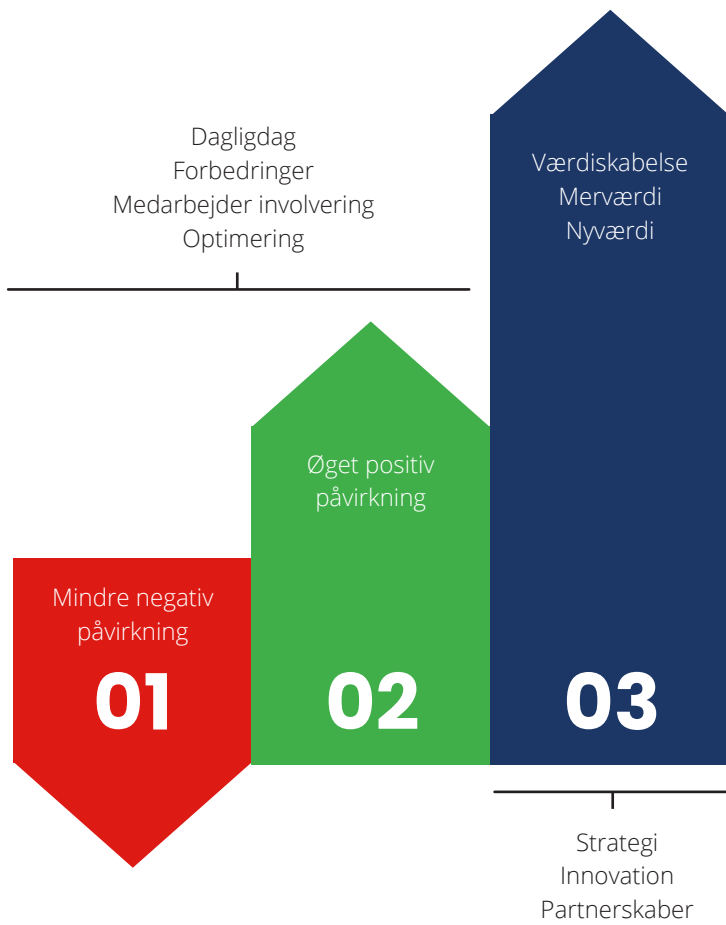 Dagligdag
Forbedringer
Medarbejder involvering
Optimering
Værdiskabelse
Merværdi
Nyværdi
Øget positiv
påvirkning
Mindre negativ
påvirkning
01
02
03
Strategi
Innovation
Partnerskaber